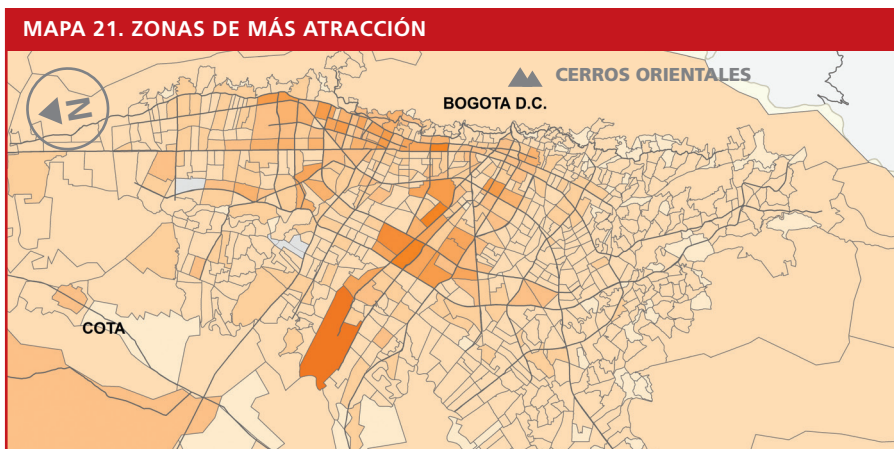 MAPA 21. ZONAS DE MÁS ATRACCIÓN
N
CERROS ORIENTALES
BOGOTA D.C.
COTA